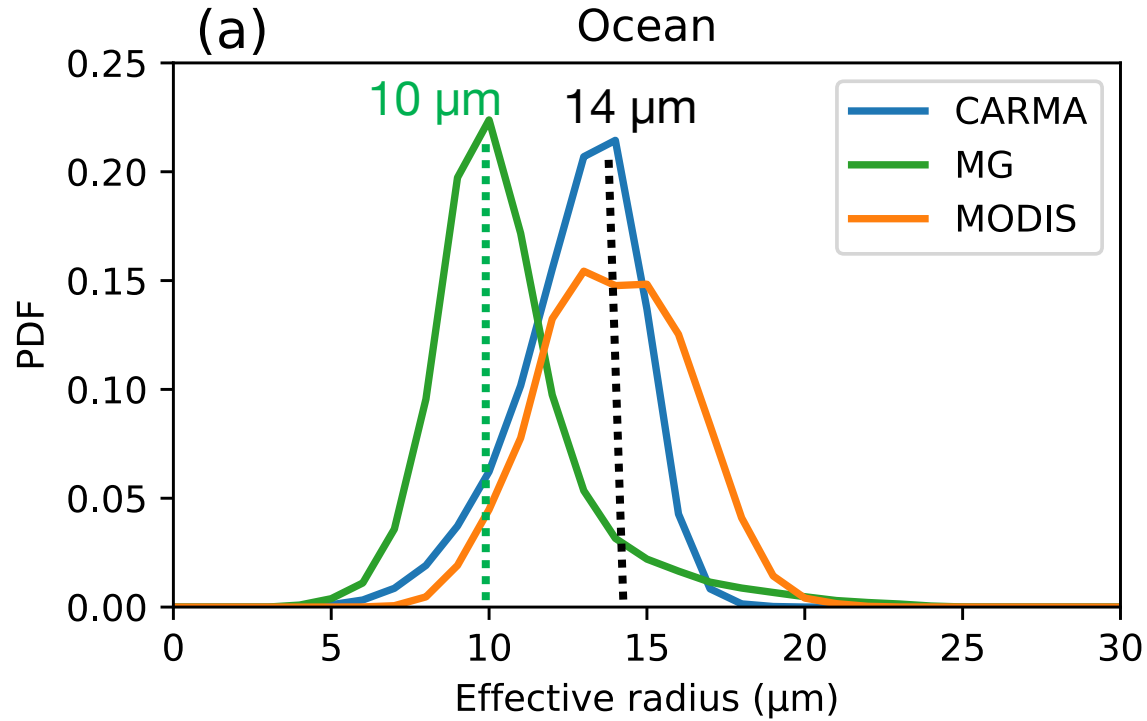 (a)
Ocean
10 µm
14 µm
CARMA
MG
MODIS
PDF
0.25
0.20
0.15
0.10
0.05
0.00
0 5 10 15 20 25 30
Effective radius (µm)